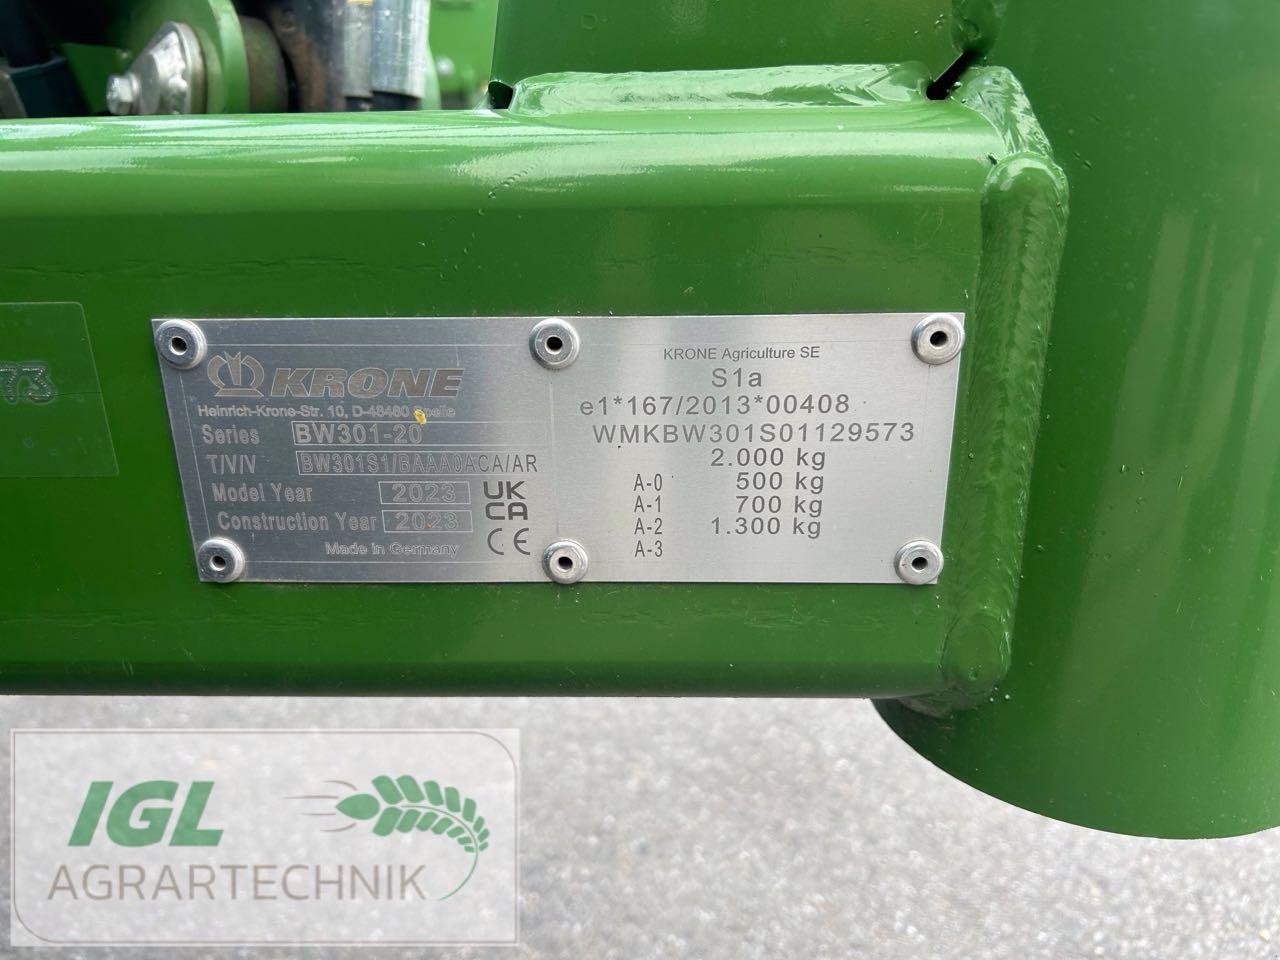 73
KRONE
Heinrich-Krone-Str. 10, D-48480 Spelle
Series BW301-20
T/V/V BW301S1/BAAA0ACA/AR
Model Year 2023
Construction Year 2023
UK
CA
Made in Germany CE
KRONE Agriculture SE
S1a
e1*167/2013*00408
WMKBW301S01129573
2.000 kg
A-0 500 kg
A-1 700 kg
A-2 1.300 kg
A-3
IGL
AGRARTECHNIK